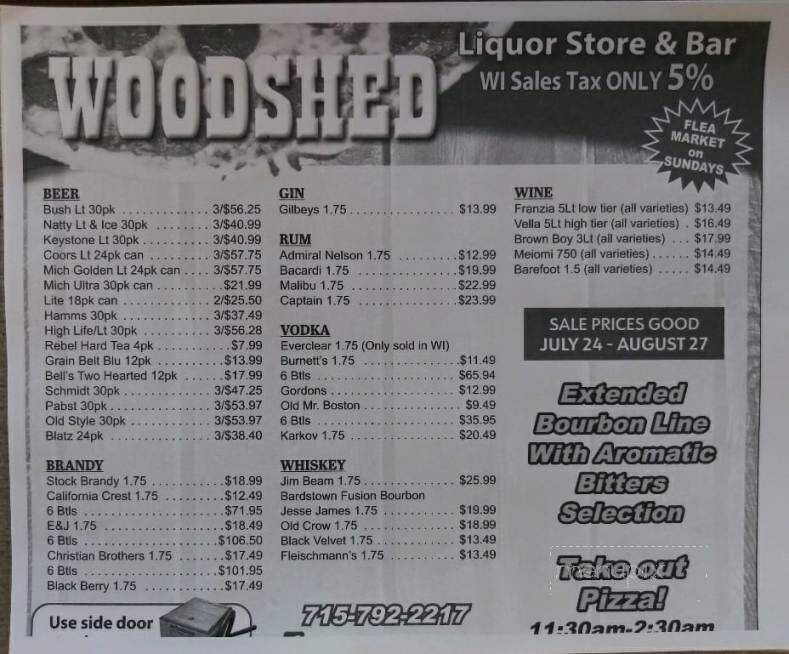 WOODSHED
Liquor Store & Bar
WI Sales Tax ONLY 5%
FLEA
MARKET
on
SUNDAYS
BEER
Bush Lt 30pk ............. 3/$56.25
Natty Lt & Ice 30pk ......... 3/$40.99
Keystone Lt 30pk ........... 3/$40.99
Coors Lt 24pk can .......... 3/$57.75
Mich Golden Lt 24pk can .... 3/$57.75
Mich Ultra 30pk can .......... $21.99
Lite 18pk can .............. 2/$25.50
Hamms 30pk .............. 3/$37.49
High Life/Lt 30pk ........... 3/$56.28
Rebel Hard Tea 4pk ........... $7.99
Grain Belt Blu 12pk .......... $13.99
Bell's Two Hearted 12pk ....... $17.99
Schmidt 30pk .............. 3/$47.25
Pabst 30pk ............... 3/$53.97
Old Style 30pk ............. 3/$53.97
Blatz 24pk ............... 3/$38.40
BRANDY
Stock Brandy 1.75 ........... $18.99
California Crest 1.75 ......... $12.49
6 Btls ..................... $71.95
E&J 1.75 .................. $18.49
6 Btls .................... $106.50
Christian Brothers 1.75 ....... $17.49
6 Btls .................... $101.95
Black Berry 1.75 ............ $17.49
Use side door
GIN
Gilbeys 1.75 ................ $13.99
RUM
Admiral Nelson 1.75 .......... $12.99
Bacardi 1.75 ................ $19.99
Malibu 1.75 ................. $22.99
Captain 1.75 ................ $23.99
VODKA
Everclear 1.75 (Only sold in WI)
Burnett's 1.75 ............... $11.49
6 Btls ..................... $65.94
Gordons ................... $12.99
Old Mr. Boston .............. $9.49
6 Btls ..................... $35.95
Karkov 1.75 ................. $20.49
WHISKEY
Jim Beam 1.75 ............... $25.99
Bardstown Fusion Bourbon
Jesse James 1.75 ............ $19.99
Old Crow 1.75 ............... $18.99
Black Velvet 1.75 ............ $13.49
Fleischmann's 1.75 .......... $13.49
715-792-2217
WINE
Franzia 5Lt low tier (all varieties) $13.49
Vella 5Lt high tier (all varieties) . $16.49
Brown Boy 3Lt (all varieties) ... $17.99
Meiomi 750 (all varieties) ...... $14.49
Barefoot 1.5 (all varieties) ..... $14.49
SALE PRICES GOOD
JULY 24 - AUGUST 27
Extended
Bourbon Line
With Aromatic
Bitters
Selection
Take out
Pizza!
11:30am-2:30am